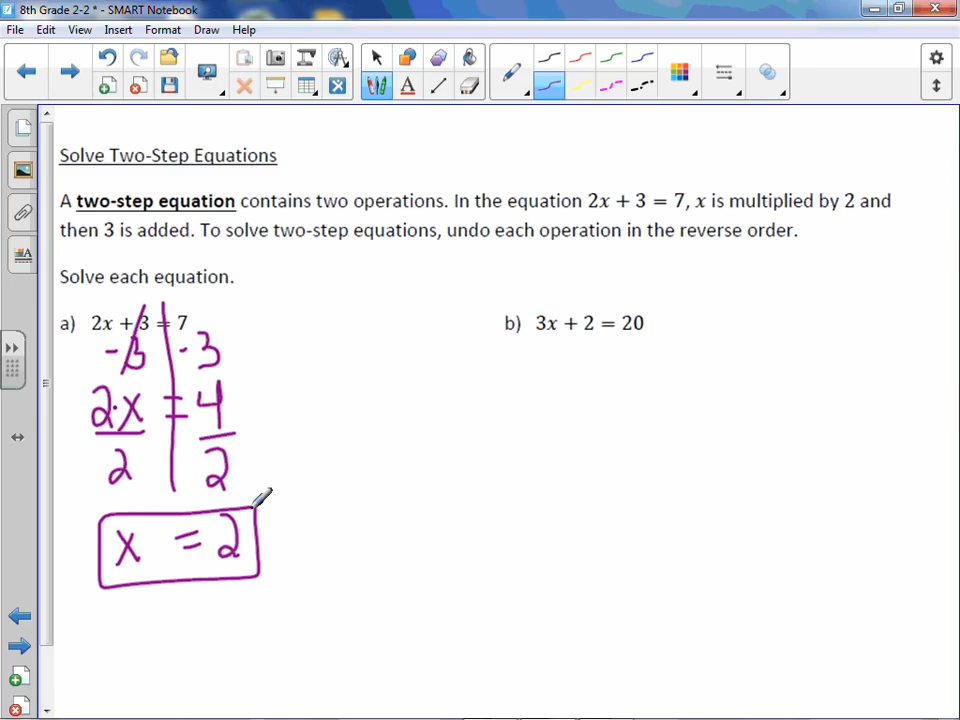 8th Grade 2-2 * - SMART Notebook
File Edit View Insert Format Draw Help
Solve Two-Step Equations
A two-step equation contains two operations. In the equation 2x + 3 = 7, x is multiplied by 2 and
then 3 is added. To solve two-step equations, undo each operation in the reverse order.
Solve each equation.
a) 2x + 3 = 7
-3 -3
2·x = 4
2 2
x = 2
b) 3x + 2 = 20